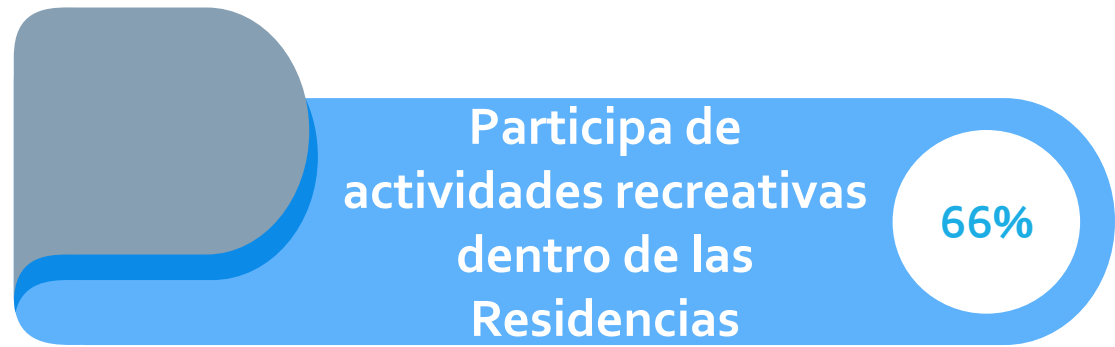 Participa de
actividades recreativas
dentro de las
Residencias
66%